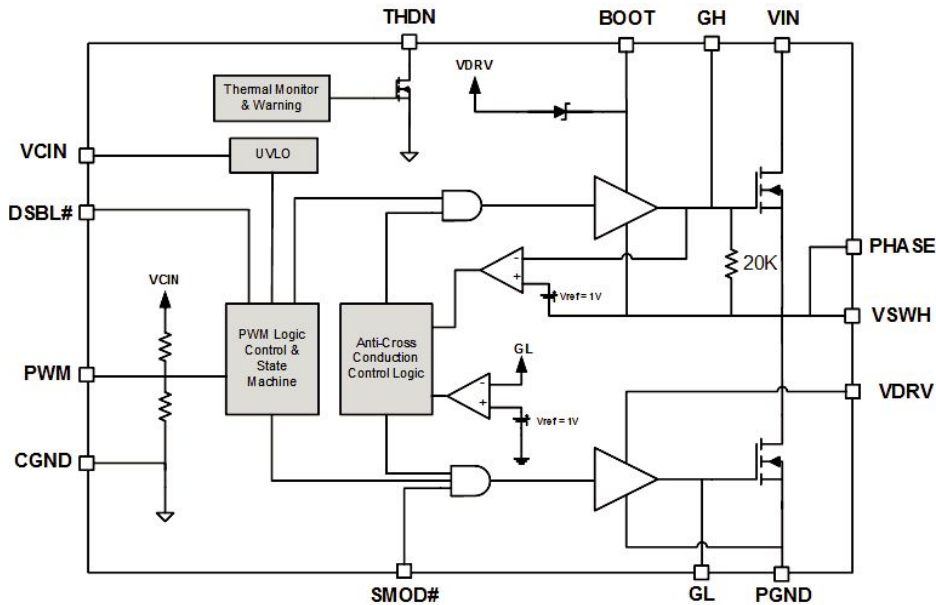 THDN
BOOT
GH
VIN
VDRV
Thermal Monitor
& Warning
VCIN
UVLO
DSBL#
PHASE
20K
VCIN
-
+
Vref = 1V
VSWH
PWM Logic
Control &
State
Machine
Anti-Cross
Conduction
Control Logic
GL
PWM
-
+
VDRV
Vref = 1V
CGND
SMOD#
GL
PGND